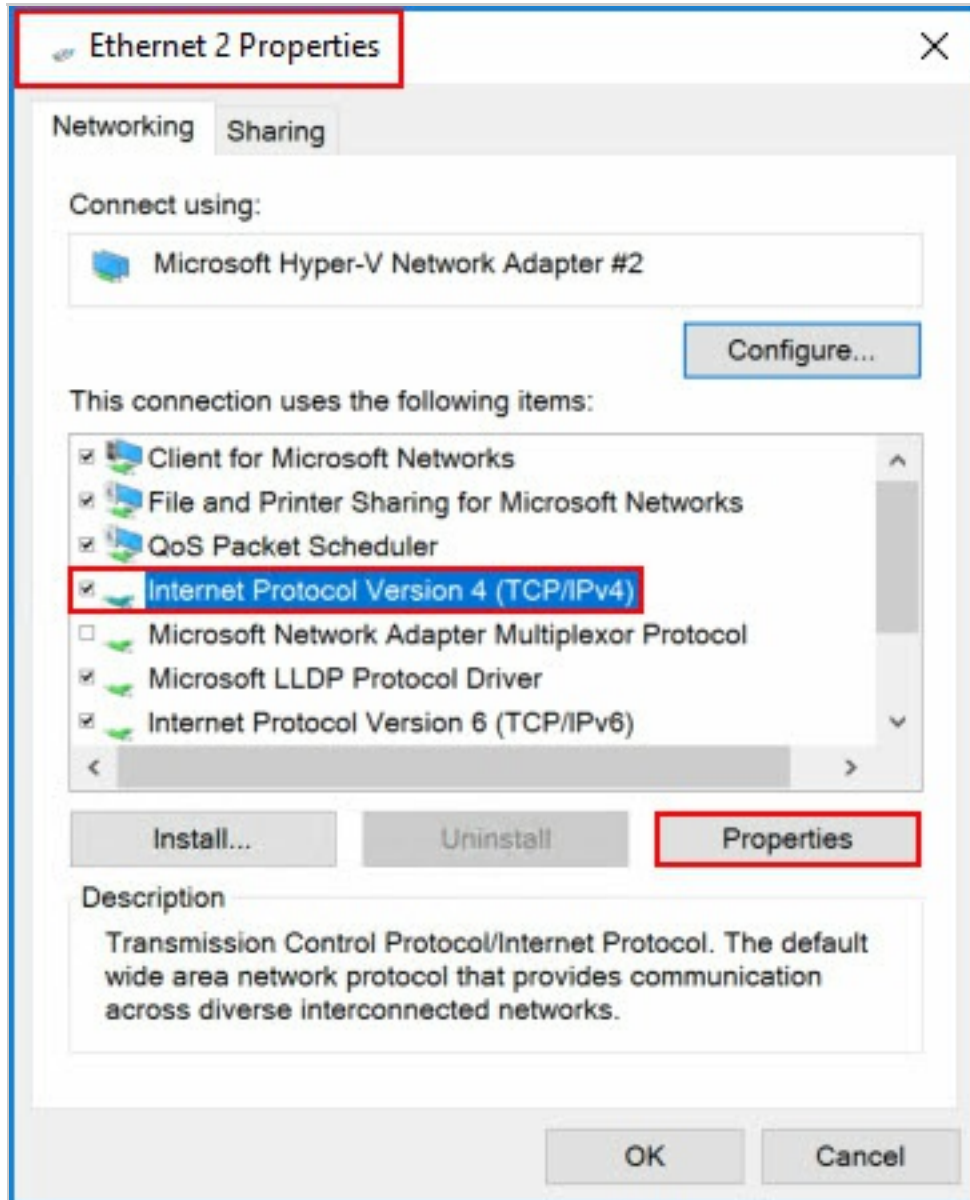 Ethernet 2 Properties
Networking
Sharing
Connect using:
Microsoft Hyper-V Network Adapter #2
Configure...
This connection uses the following items:
Client for Microsoft Networks
File and Printer Sharing for Microsoft Networks
QoS Packet Scheduler
Internet Protocol Version 4 (TCP/IPv4)
Microsoft Network Adapter Multiplexor Protocol
Microsoft LLDP Protocol Driver
Internet Protocol Version 6 (TCP/IPv6)
Install...
Uninstall
Properties
Description
Transmission Control Protocol/Internet Protocol. The default
wide area network protocol that provides communication
across diverse interconnected networks.
OK
Cancel